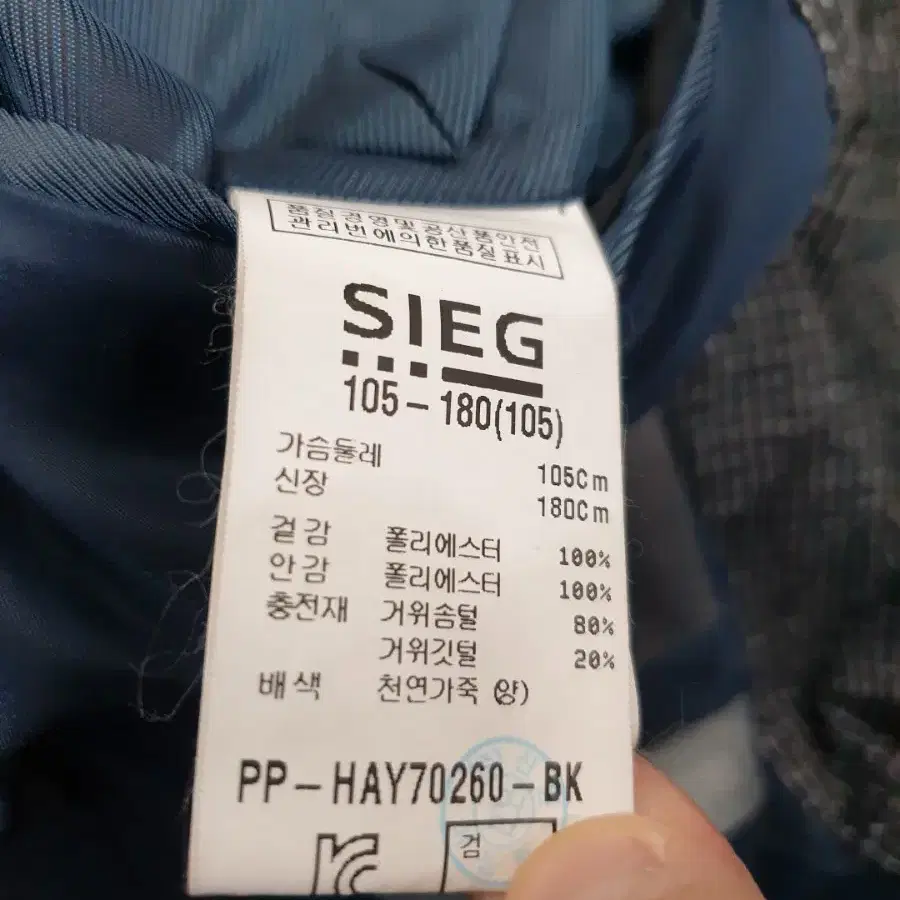 품질경영및공산품안전
관리번에의한품질표시
SIEG
105-180(105)
가슴둘레 105Cm
신장 180Cm
겉감 폴리에스터 100%
안감 폴리에스터 100%
충전재 거위솜털 80%
거위깃털 20%
배색 천연가죽 (양)
PP-HAY70260-BK
검